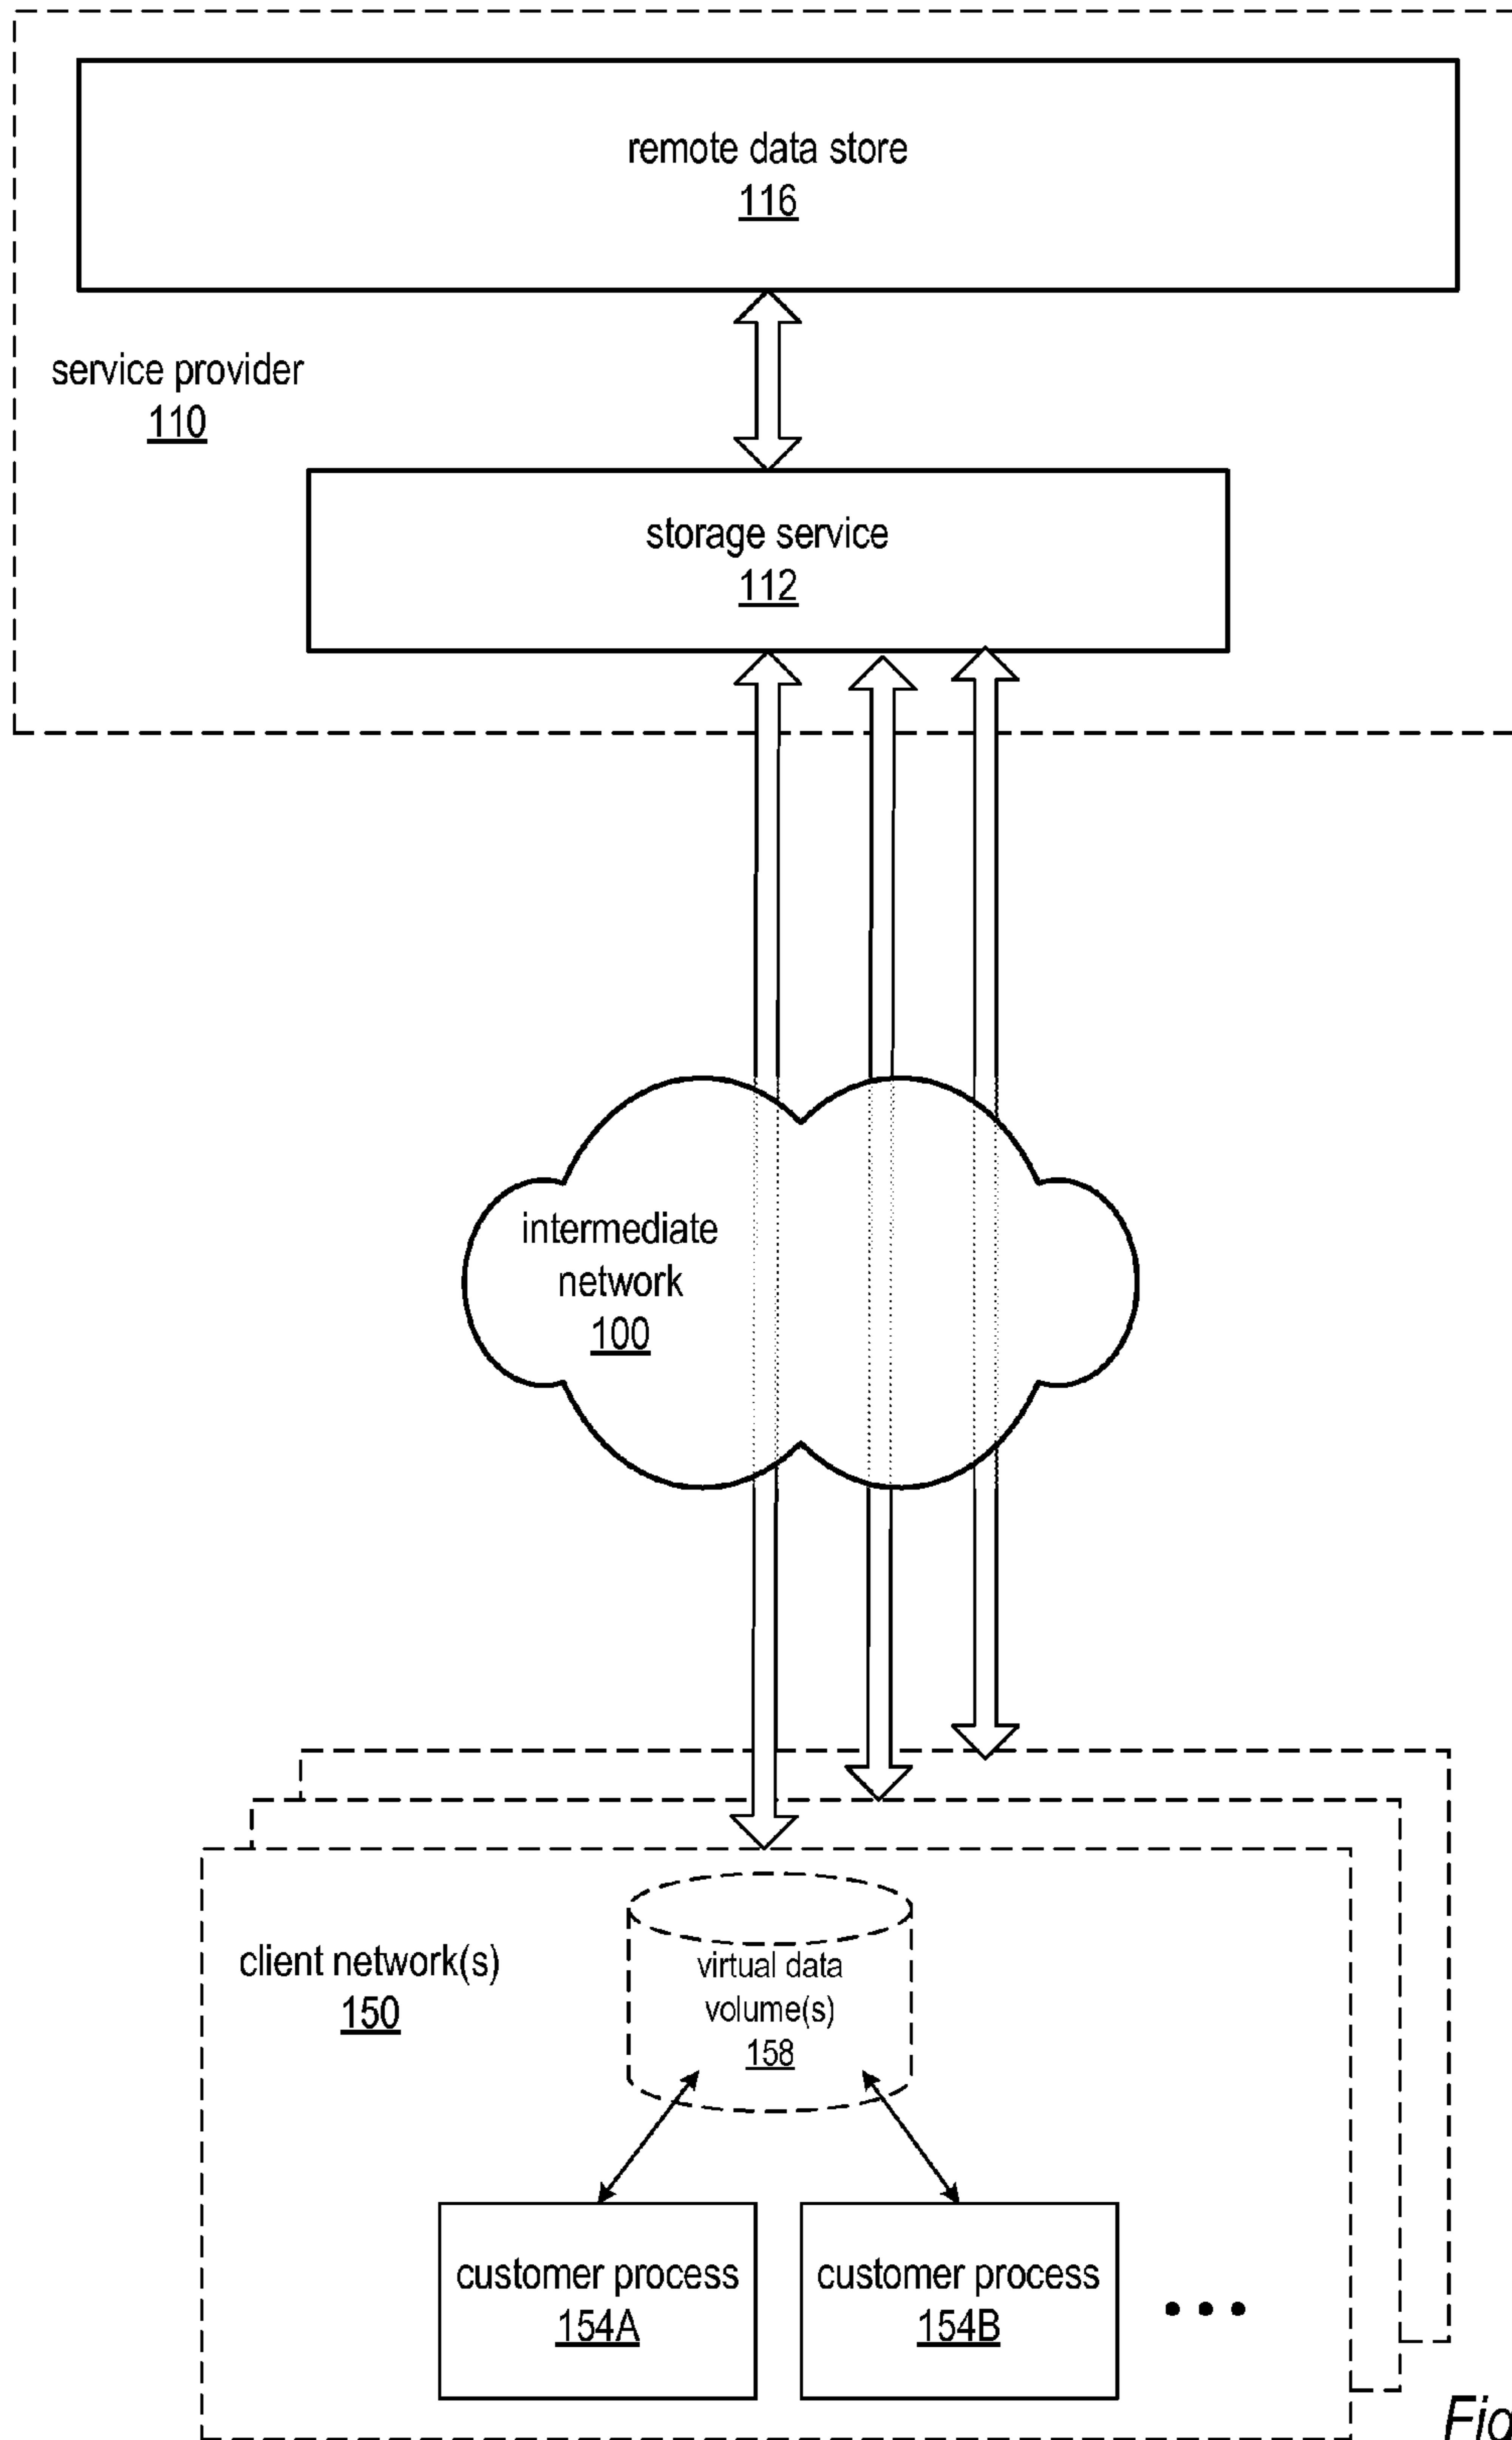 remote data store
116
service provider
110
storage service
112
intermediate
network
100
client network(s)
150
virtual data
volume(s)
158
customer process
154A
customer process
154B